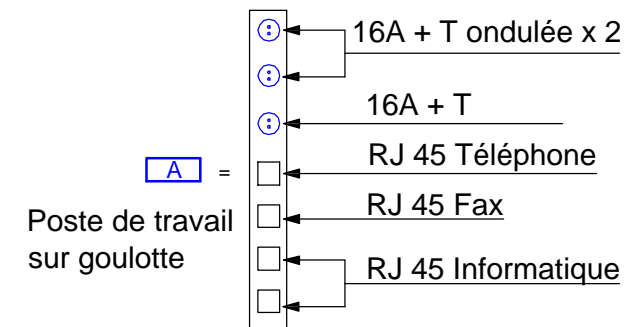 16A + T ondulée x 2
16A + T
RJ 45 Téléphone
A =
RJ 45 Fax
Poste de travail
sur goulotte
RJ 45 Informatique